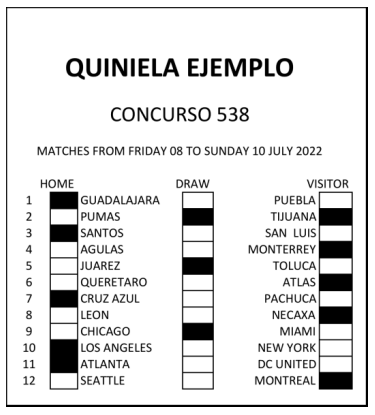 QUINIELA EJEMPLO
CONCURSO 538
MATCHES FROM FRIDAY 08 TO SUNDAY 10 JULY 2022
HOME DRAW VISITOR
1 GUADALAJARA PUEBLA
2 PUMAS TIJUANA
3 SANTOS SAN LUIS
4 AGULAS MONTERREY
5 JUAREZ TOLUCA
6 QUERETARO ATLAS
7 CRUZ AZUL PACHUCA
8 LEON NECAXA
9 CHICAGO MIAMI
10 LOS ANGELES NEW YORK
11 ATLANTA DC UNITED
12 SEATTLE MONTREAL